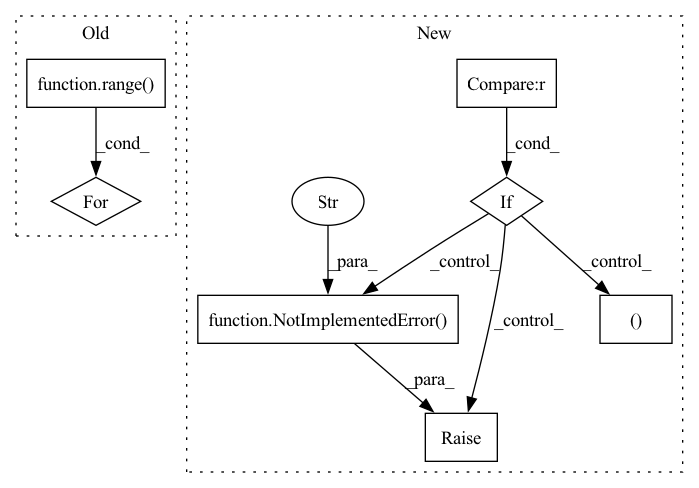 Old
New
function.range()
Compare:r
_cond_
_cond_
For
Str
If
_para_
_control_
_control_
function.NotImplementedError()
()
_control_
_para_
Raise